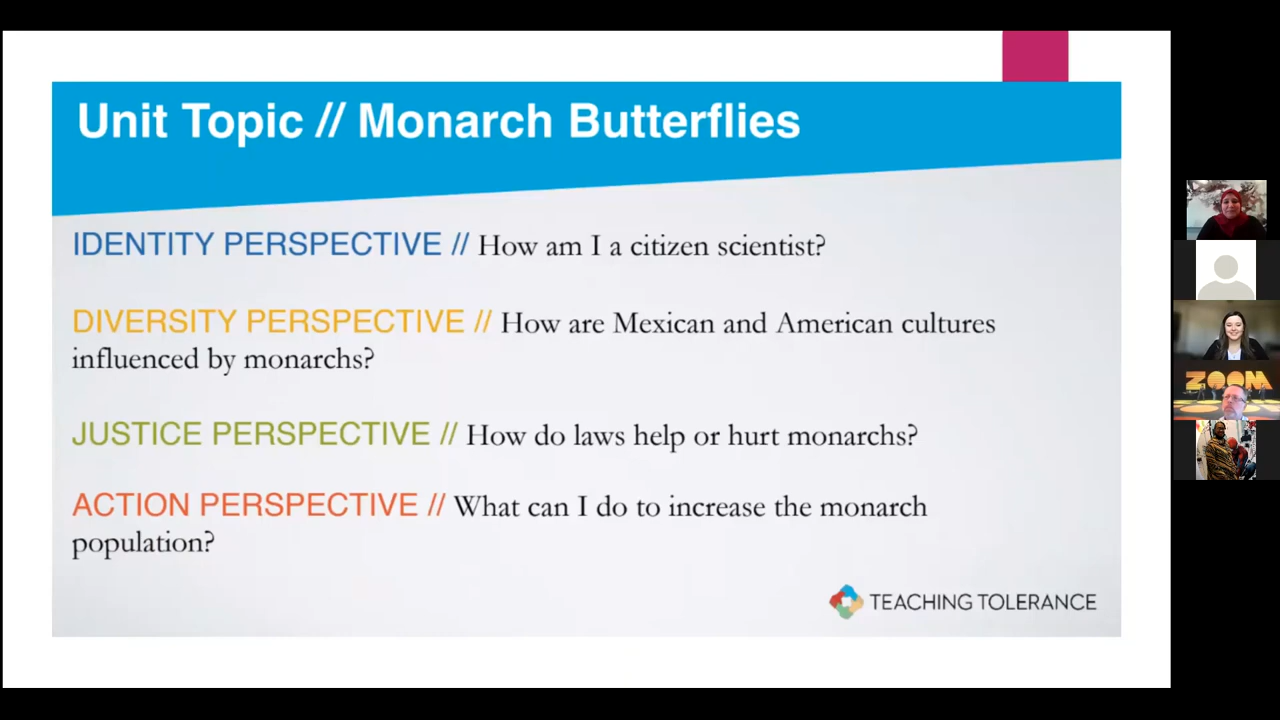 Unit Topic // Monarch Butterflies
IDENTITY PERSPECTIVE // How am I a citizen scientist?
DIVERSITY PERSPECTIVE // How are Mexican and American cultures
influenced by monarchs?
JUSTICE PERSPECTIVE // How do laws help or hurt monarchs?
ACTION PERSPECTIVE // What can I do to increase the monarch
population?
TEACHING TOLERANCE
ZOOM